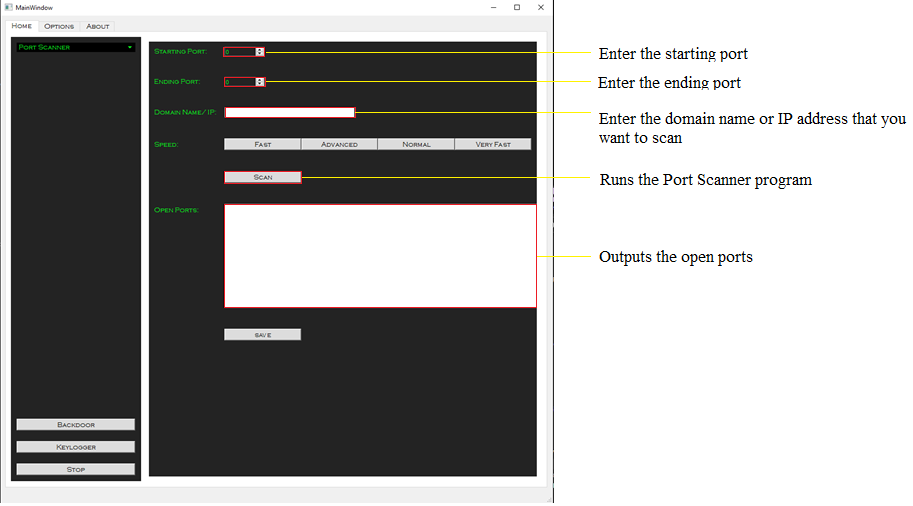 MainWindow
Home Options About
Port Scanner
Starting Port: 0 Enter the starting port
Ending Port: 0 Enter the ending port
Domain Name/ IP: Enter the domain name or IP address that you
want to scan
Speed: Fast Advanced Normal Very Fast
Scan Runs the Port Scanner program
Open Ports:
Outputs the open ports
save
Backdoor
Keylogger
Stop